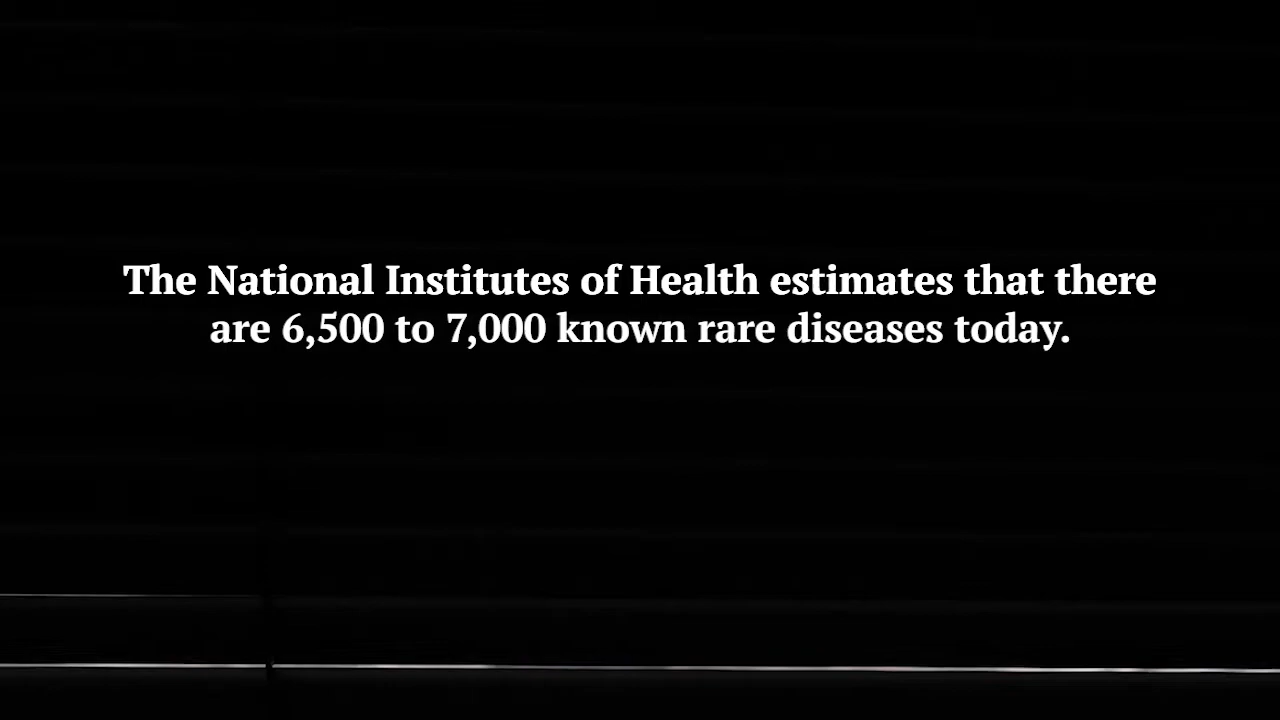 The National Institutes of Health estimates that there
are 6,500 to 7,000 known rare diseases today.